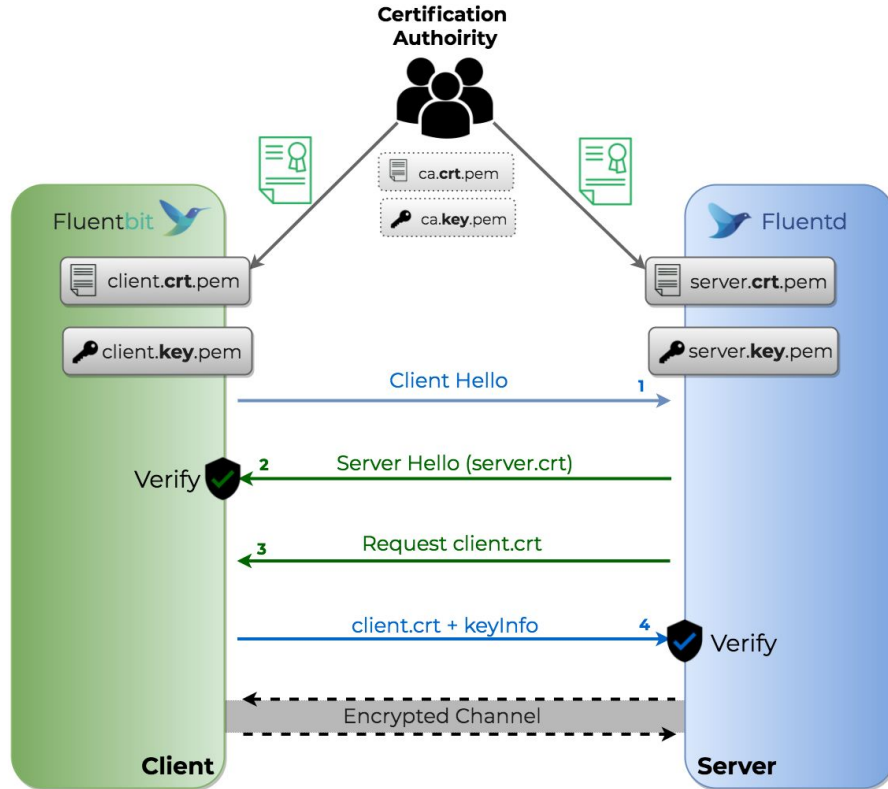 Certification
Authoirity
ca.crt.pem
ca.key.pem
Fluentbit
Fluentd
client.crt.pem
server.crt.pem
client.key.pem
server.key.pem
Client Hello
1
Verify
2
Server Hello (server.crt)
3
Request client.crt
client.crt + keyInfo
4
Verify
Encrypted Channel
Client
Server